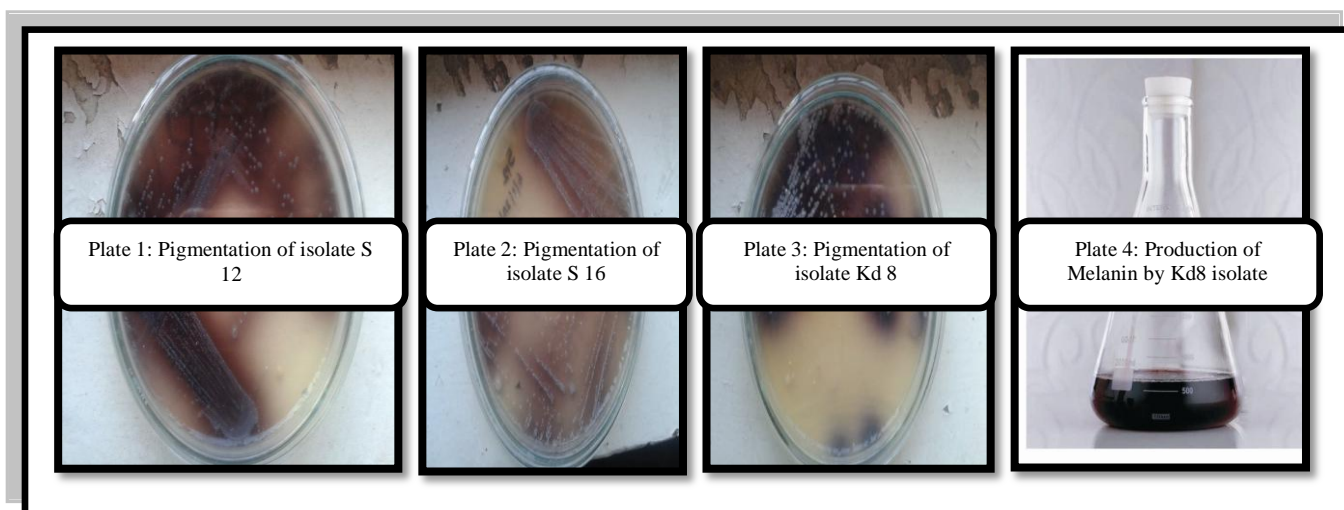 Plate 1: Pigmentation of isolate S
12
Plate 2: Pigmentation of
isolate S 16
Plate 3: Pigmentation of
isolate Kd 8
Plate 4: Production of
Melanin by Kd8 isolate
500